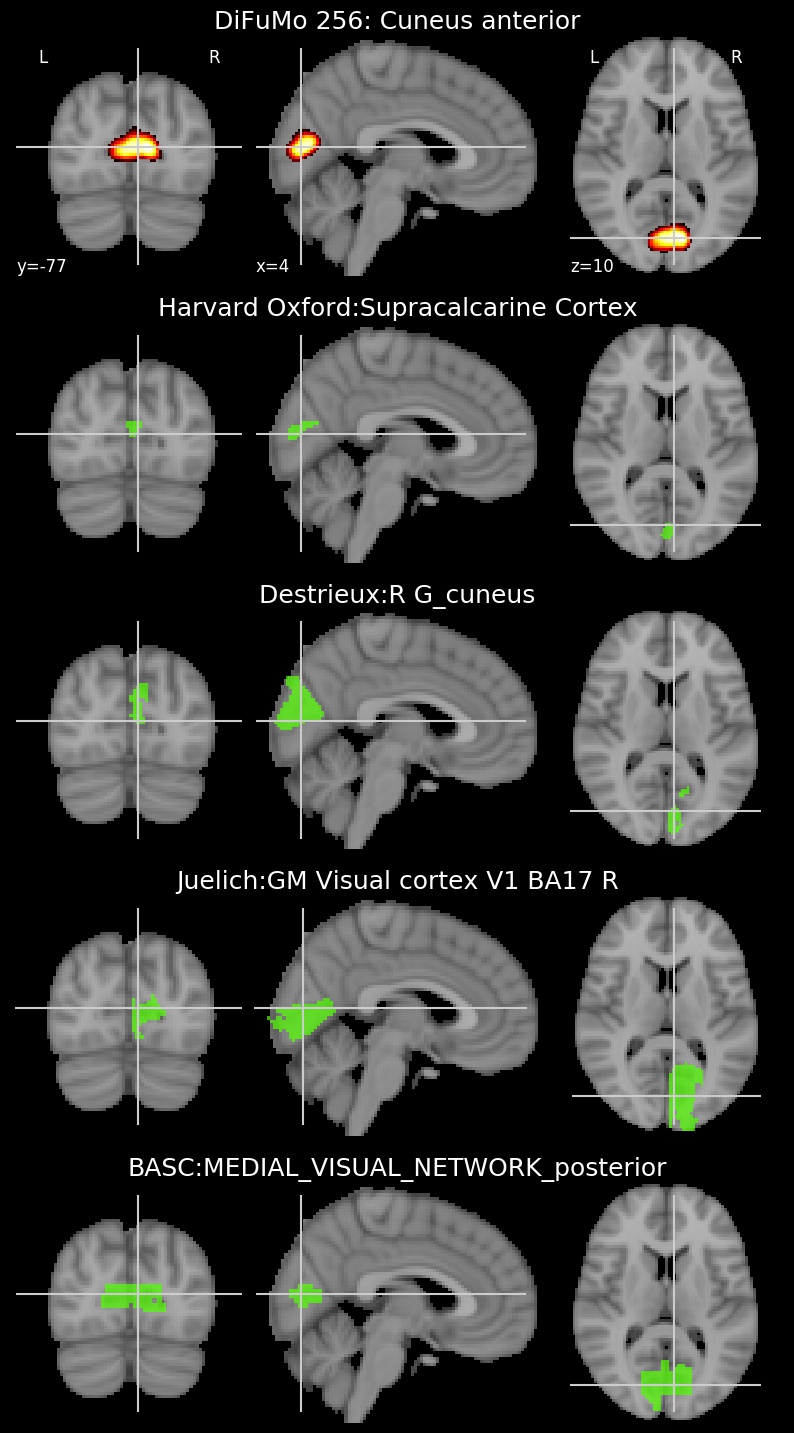 DiFuMo 256: Cuneus anterior
L R L R
y=-77 x=4 z=10
Harvard Oxford:Supracalcarine Cortex
Destrieux:R G_cuneus
Juelich:GM Visual cortex V1 BA17 R
BASC:MEDIAL_VISUAL_NETWORK_posterior